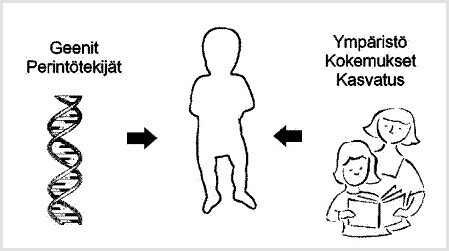 Geenit
Perintötekijät
Ympäristö
Kokemukset
Kasvatus